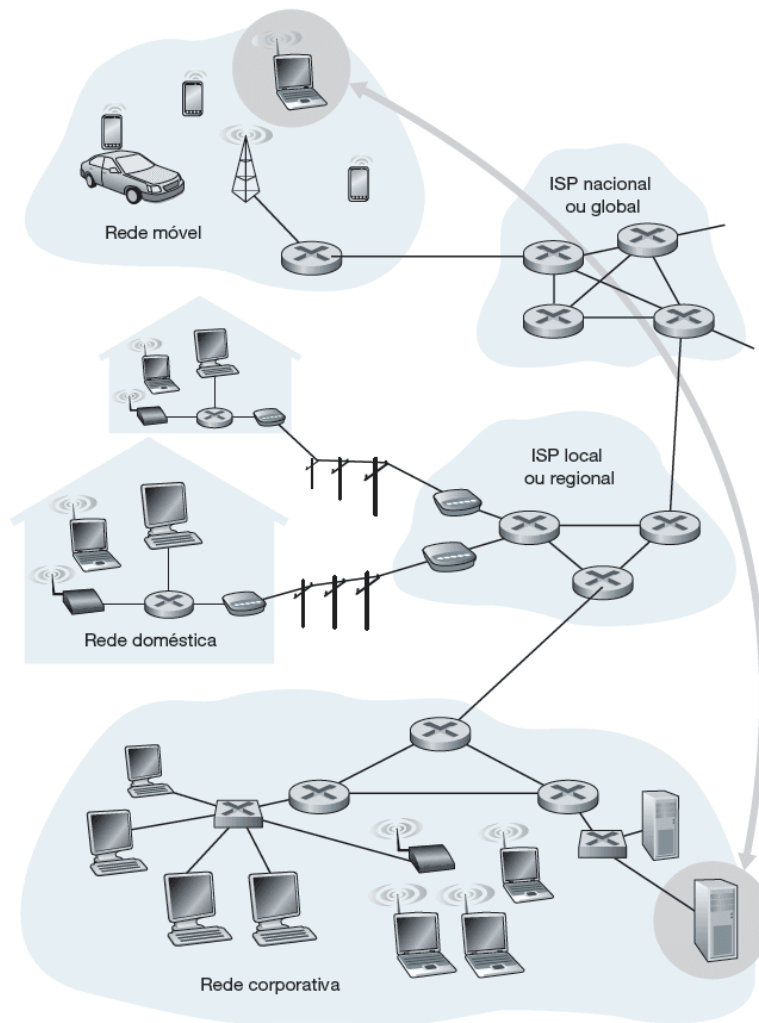 Rede móvel
ISP nacional
ou global
ISP local
ou regional
Rede doméstica
Rede corporativa